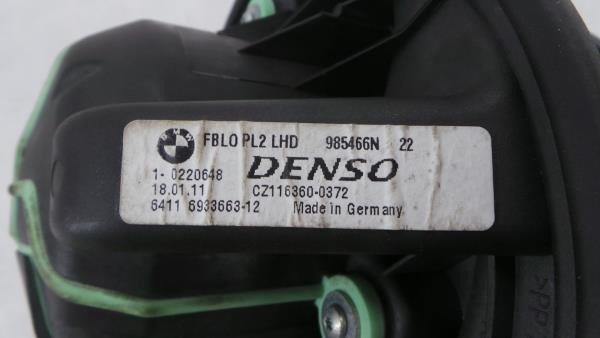 BMW
FBLO PL2 LHD 985466N 22
DENSO
1- 0220648
18.01.11 CZ116360-0372
6411 6933663-12 Made in Germany